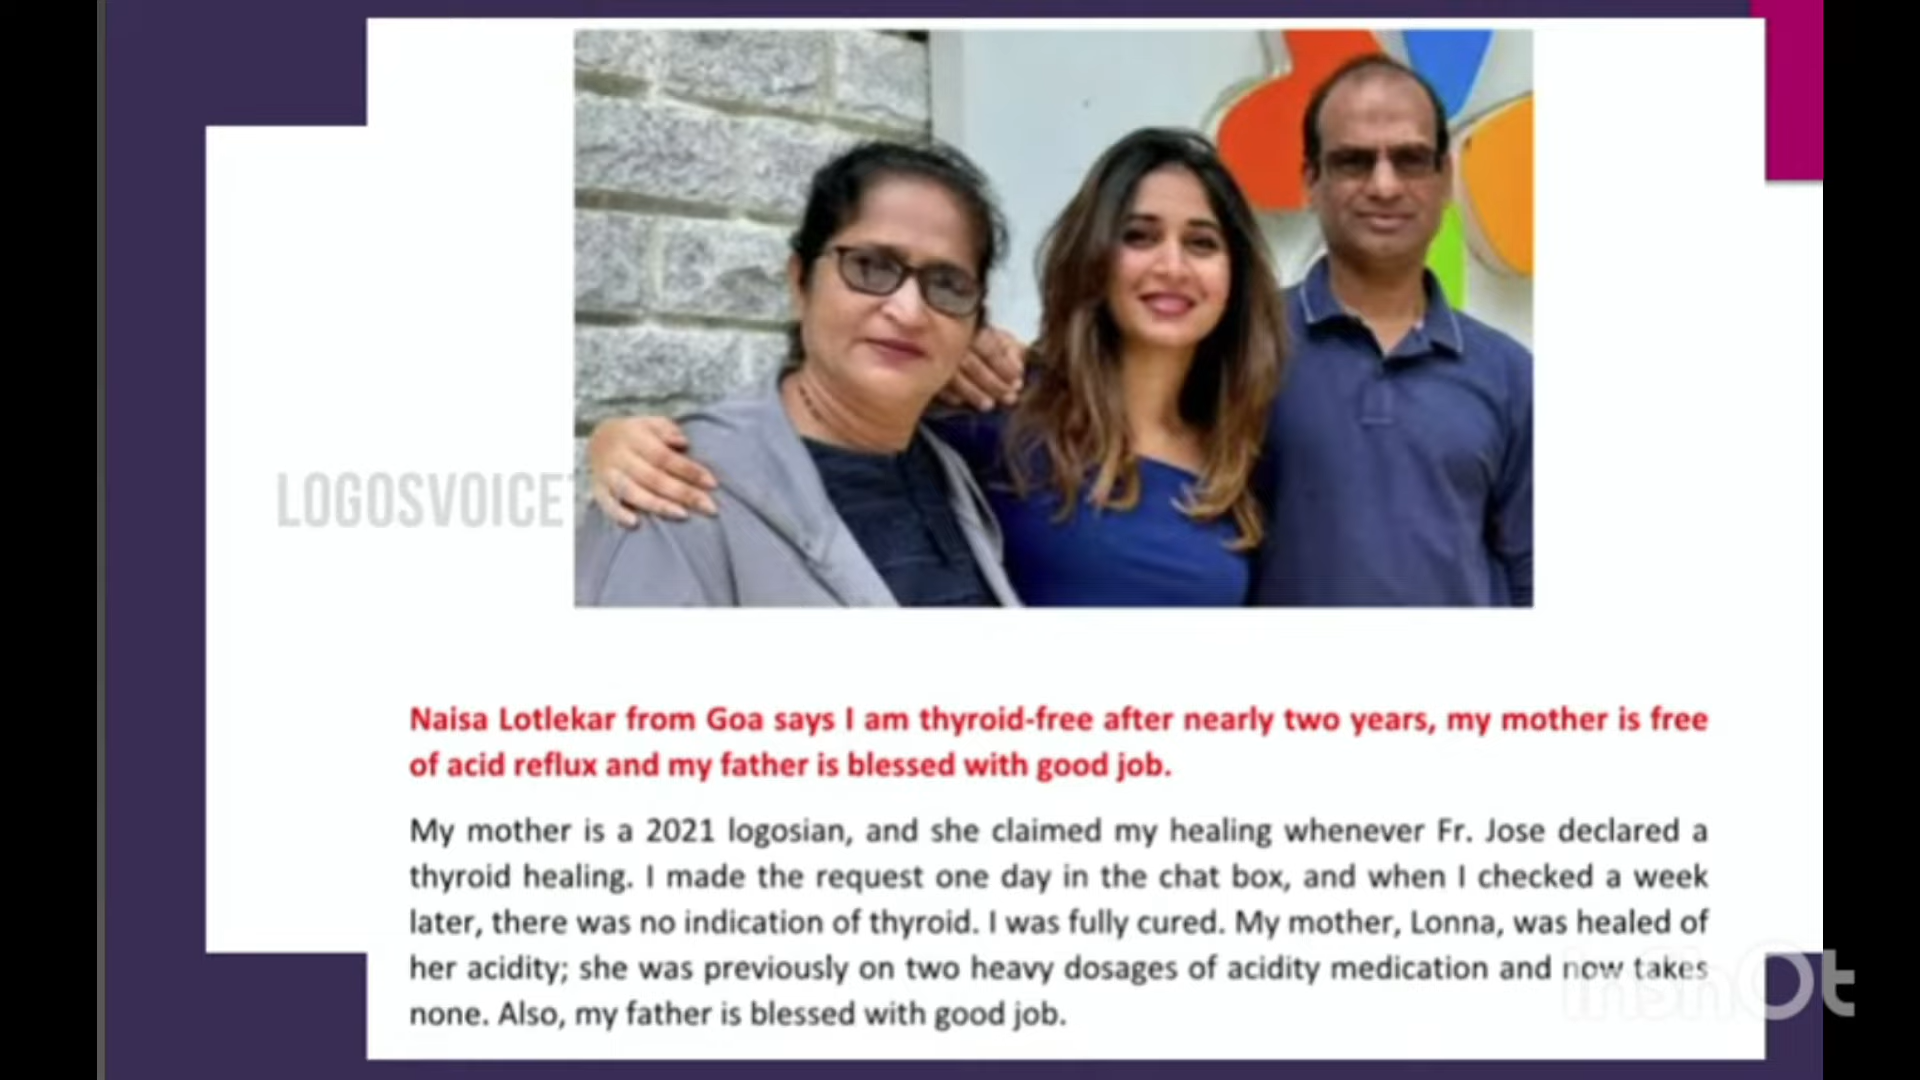 LOGOSVOICE
Naisa Lotlekar from Goa says I am thyroid-free after nearly two years, my mother is free
of acid reflux and my father is blessed with good job.
My mother is a 2021 logosian, and she claimed my healing whenever Fr. Jose declared a
thyroid healing. I made the request one day in the chat box, and when I checked a week
later, there was no indication of thyroid. I was fully cured. My mother, Lonna, was healed of
her acidity; she was previously on two heavy dosages of acidity medication and now takes
none. Also, my father is blessed with good job.
InShOt